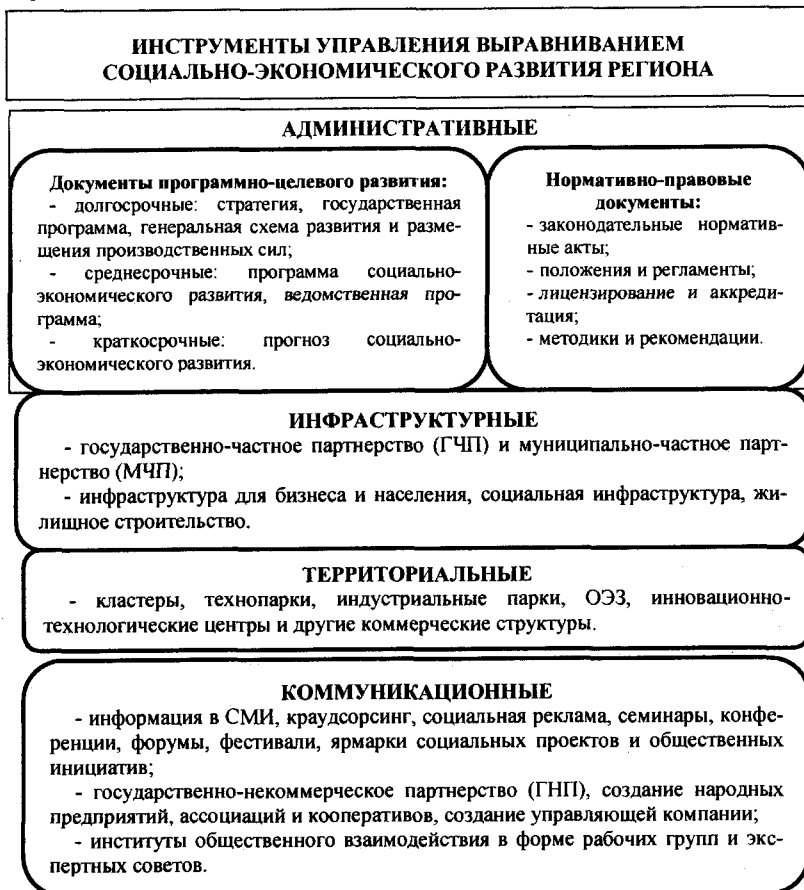 ИНСТРУМЕНТЫ УПРАВЛЕНИЯ ВЫРАВНИВАНИЕМ
СОЦИАЛЬНО-ЭКОНОМИЧЕСКОГО РАЗВИТИЯ РЕГИОНА
АДМИНИСТРАТИВНЫЕ
Документы программно-целевого развития:
- долгосрочные: стратегия, государственная
программа, генеральная схема развития и разме-
щения производственных сил;
- среднесрочные: программа социально-
экономического развития, ведомственная про-
грамма;
- краткосрочные: прогноз социально-
экономического развития.
Нормативно-правовые
документы:
- законодательные норматив-
ные акты;
- положения и регламенты;
- лицензирование и аккреди-
тация;
- методики и рекомендации.
ИНФРАСТРУКТУРНЫЕ
- государственно-частное партнерство (ГЧП) и муниципально-частное парт-
нерство (МЧП);
- инфраструктура для бизнеса и населения, социальная инфраструктура, жи-
лищное строительство.
ТЕРРИТОРИАЛЬНЫЕ
- кластеры, технопарки, индустриальные парки, ОЭЗ, инновационно-
технологические центры и другие коммерческие структуры.
КОММУНИКАЦИОННЫЕ
- информация в СМИ, краудсорсинг, социальная реклама, семинары, конфе-
ренции, форумы, фестивали, ярмарки социальных проектов и общественных
инициатив;
- государственно-некоммерческое партнерство (ГНП), создание народных
предприятий, ассоциаций и кооперативов, создание управляющей компании;
- институты общественного взаимодействия в форме рабочих групп и экс-
пертных советов.